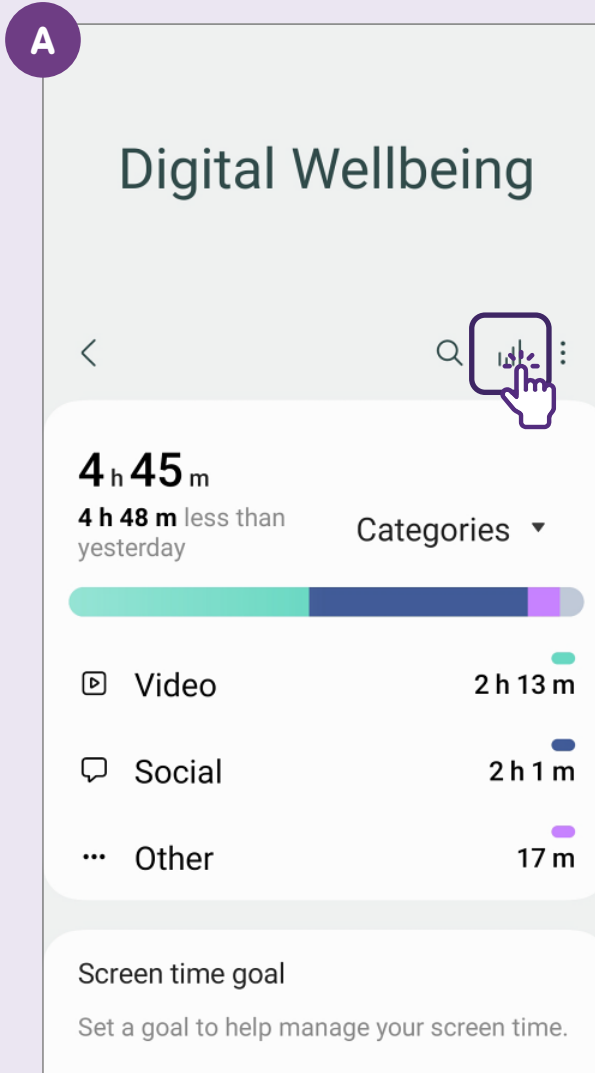 A
Digital Wellbeing
4 h 45 m
4 h 48 m less than
yesterday
Categories
Video 2 h 13 m
Social 2 h 1 m
Other 17 m
Screen time goal
Set a goal to help manage your screen time.